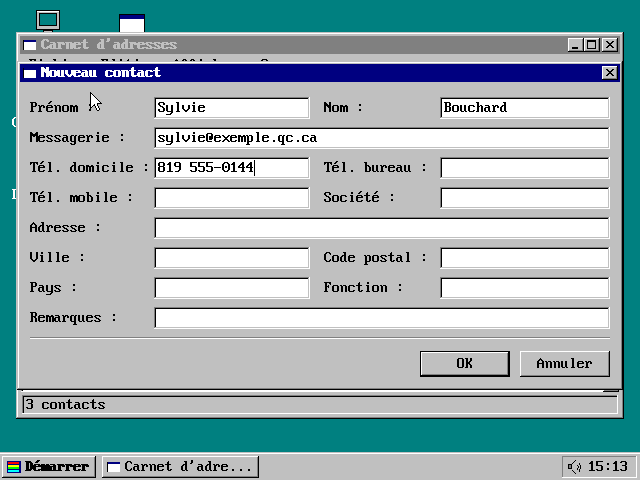 Carnet d'adresses
Nouveau contact
Prénom : Sylvie Nom : Bouchard
Messagerie : sylvie@exemple.qc.ca
Tél. domicile : 819 555-0144 Tél. bureau :
Tél. mobile : Société :
Adresse :
Ville : Code postal :
Pays : Fonction :
Remarques :
OK Annuler
3 contacts
Démarrer Carnet d'adre... 15:13